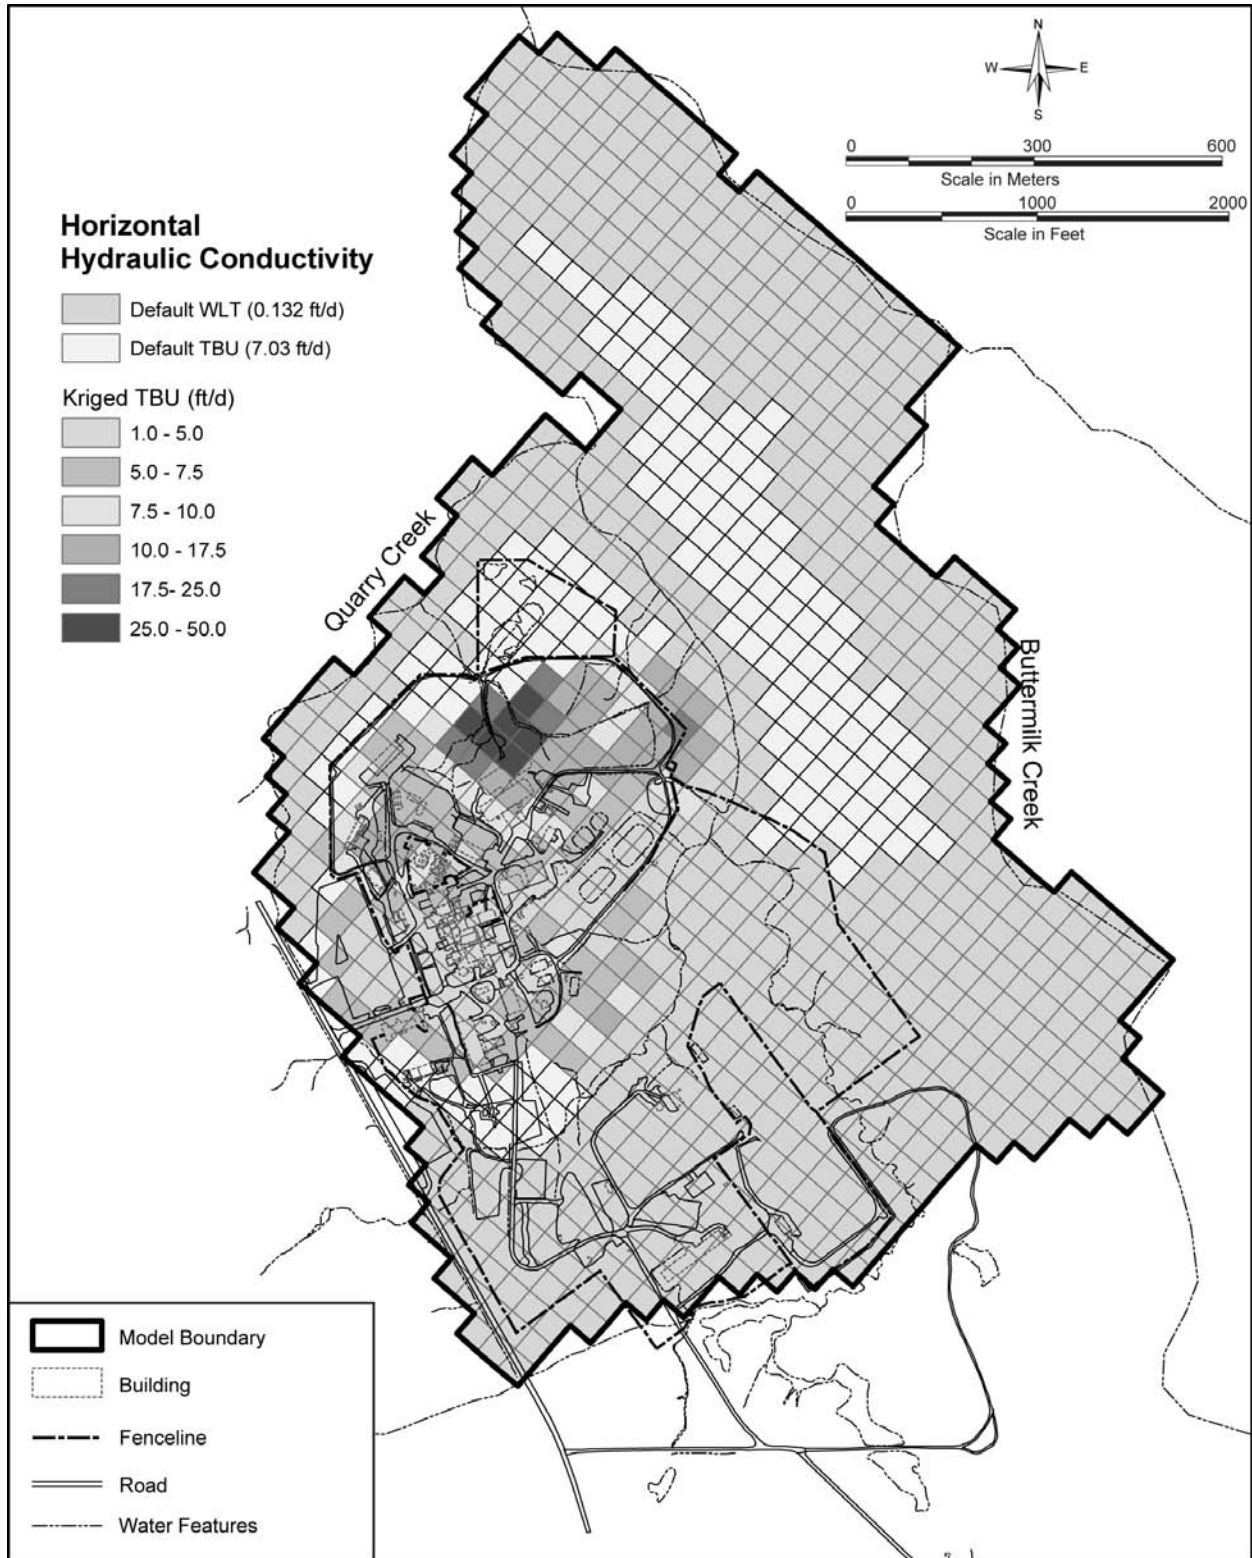 N
W E
S
0 300 600
Scale in Meters
0 1000 2000
Scale in Feet
Horizontal
Hydraulic Conductivity
Default WLT (0.132 ft/d)
Default TBU (7.03 ft/d)
Kriged TBU (ft/d)
1.0 - 5.0
5.0 - 7.5
7.5 - 10.0
10.0 - 17.5
17.5- 25.0
25.0 - 50.0
Quarry Creek
Buttermilk Creek
Model Boundary
Building
Fenceline
Road
Water Features